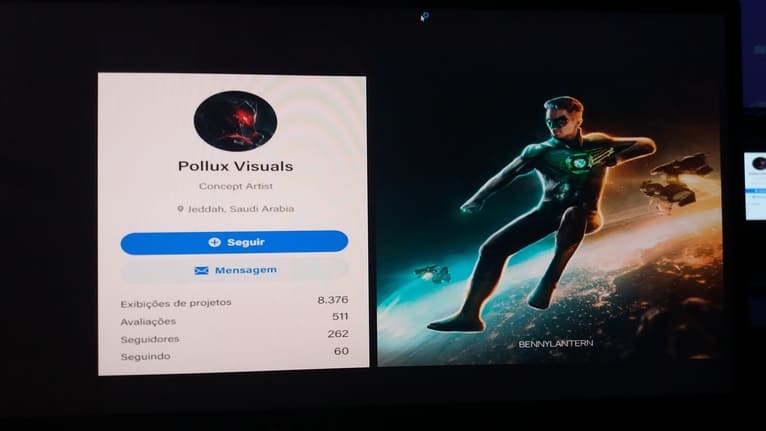 Pollux Visuals
Concept Artist
Jeddah, Saudi Arabia
Seguir
Mensagem
Exibições de projetos 8.376
Avaliações 511
Seguidores 262
Seguindo 60
BENNYLANTERN